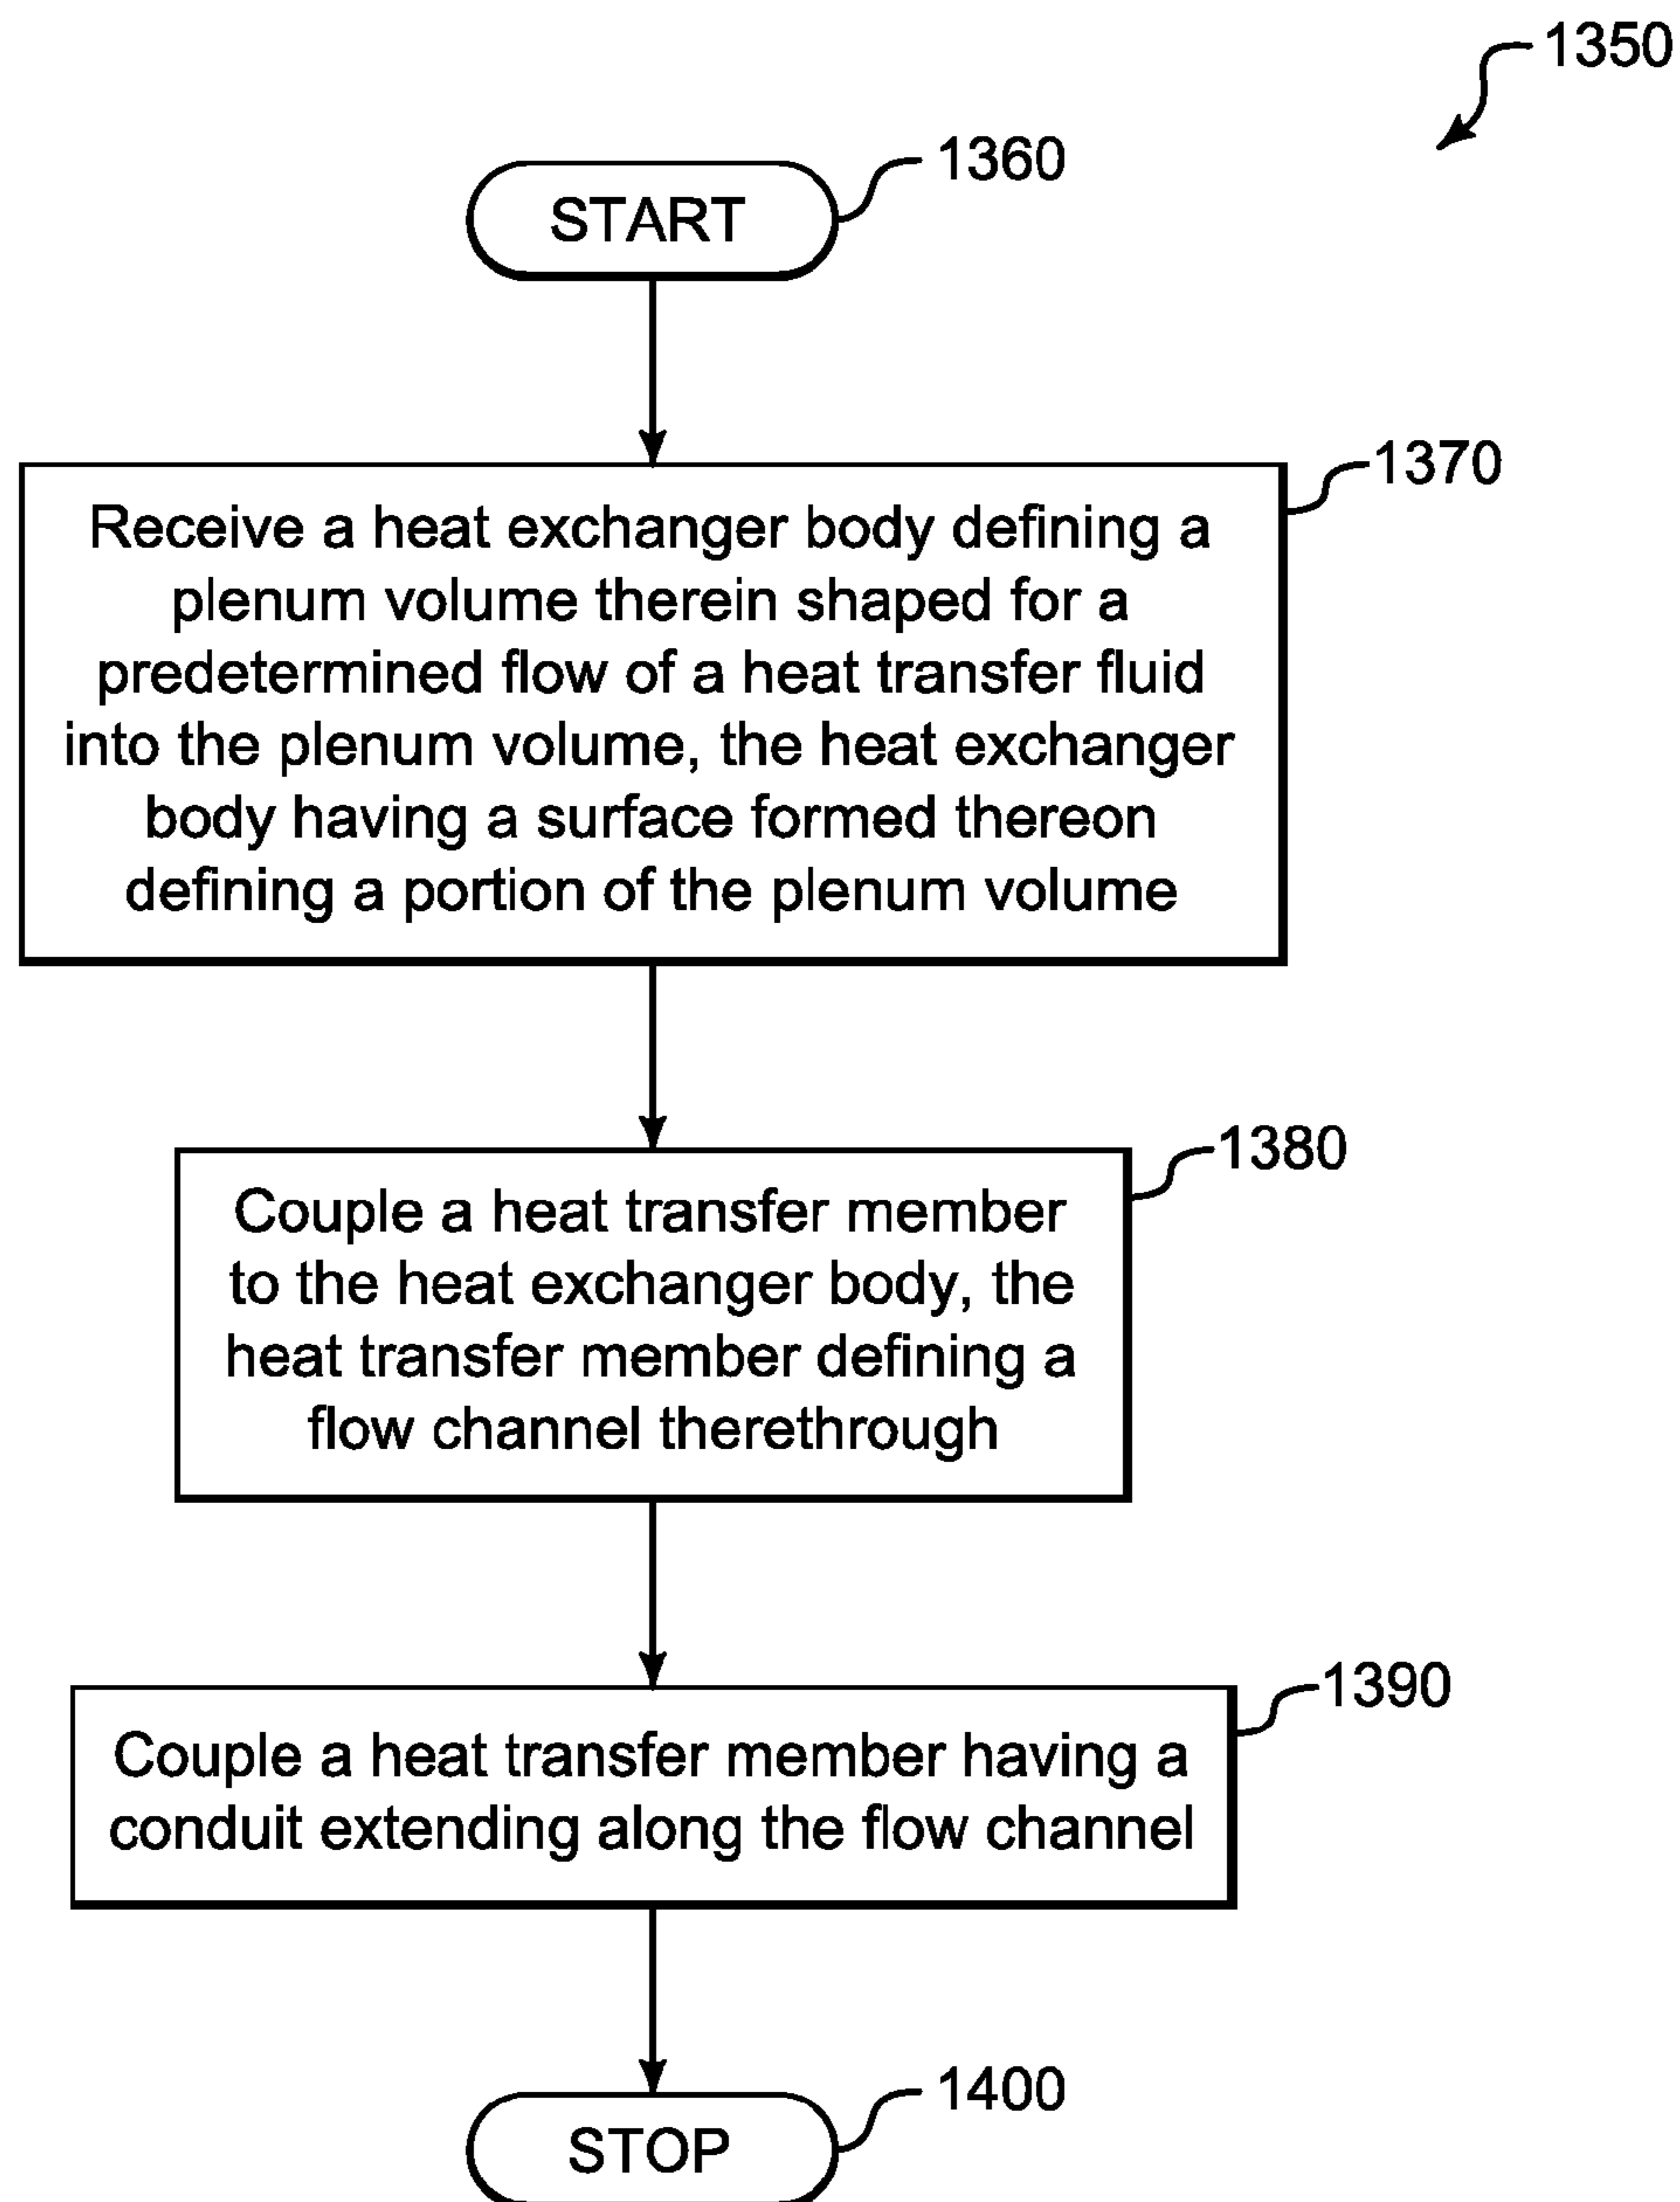 1350
1360
START
1370
Receive a heat exchanger body defining a
plenum volume therein shaped for a
predetermined flow of a heat transfer fluid
into the plenum volume, the heat exchanger
body having a surface formed thereon
defining a portion of the plenum volume
1380
Couple a heat transfer member
to the heat exchanger body, the
heat transfer member defining a
flow channel therethrough
1390
Couple a heat transfer member having a
conduit extending along the flow channel
1400
STOP